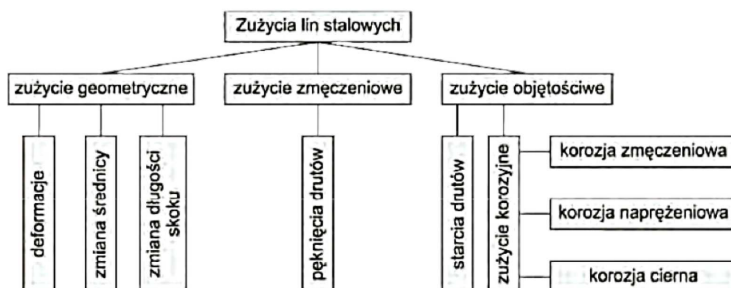 Zużycia lin stalowych
zużycie geometryczne
zużycie zmęczeniowe
zużycie objętościwe
deformacje
zmiana średnicy
zmiana długości
skoku
pęknięcia drutów
starcia drutów
zużycie korozyjne
korozja zmęczeniowa
korozja naprężeniowa
korozja cierna